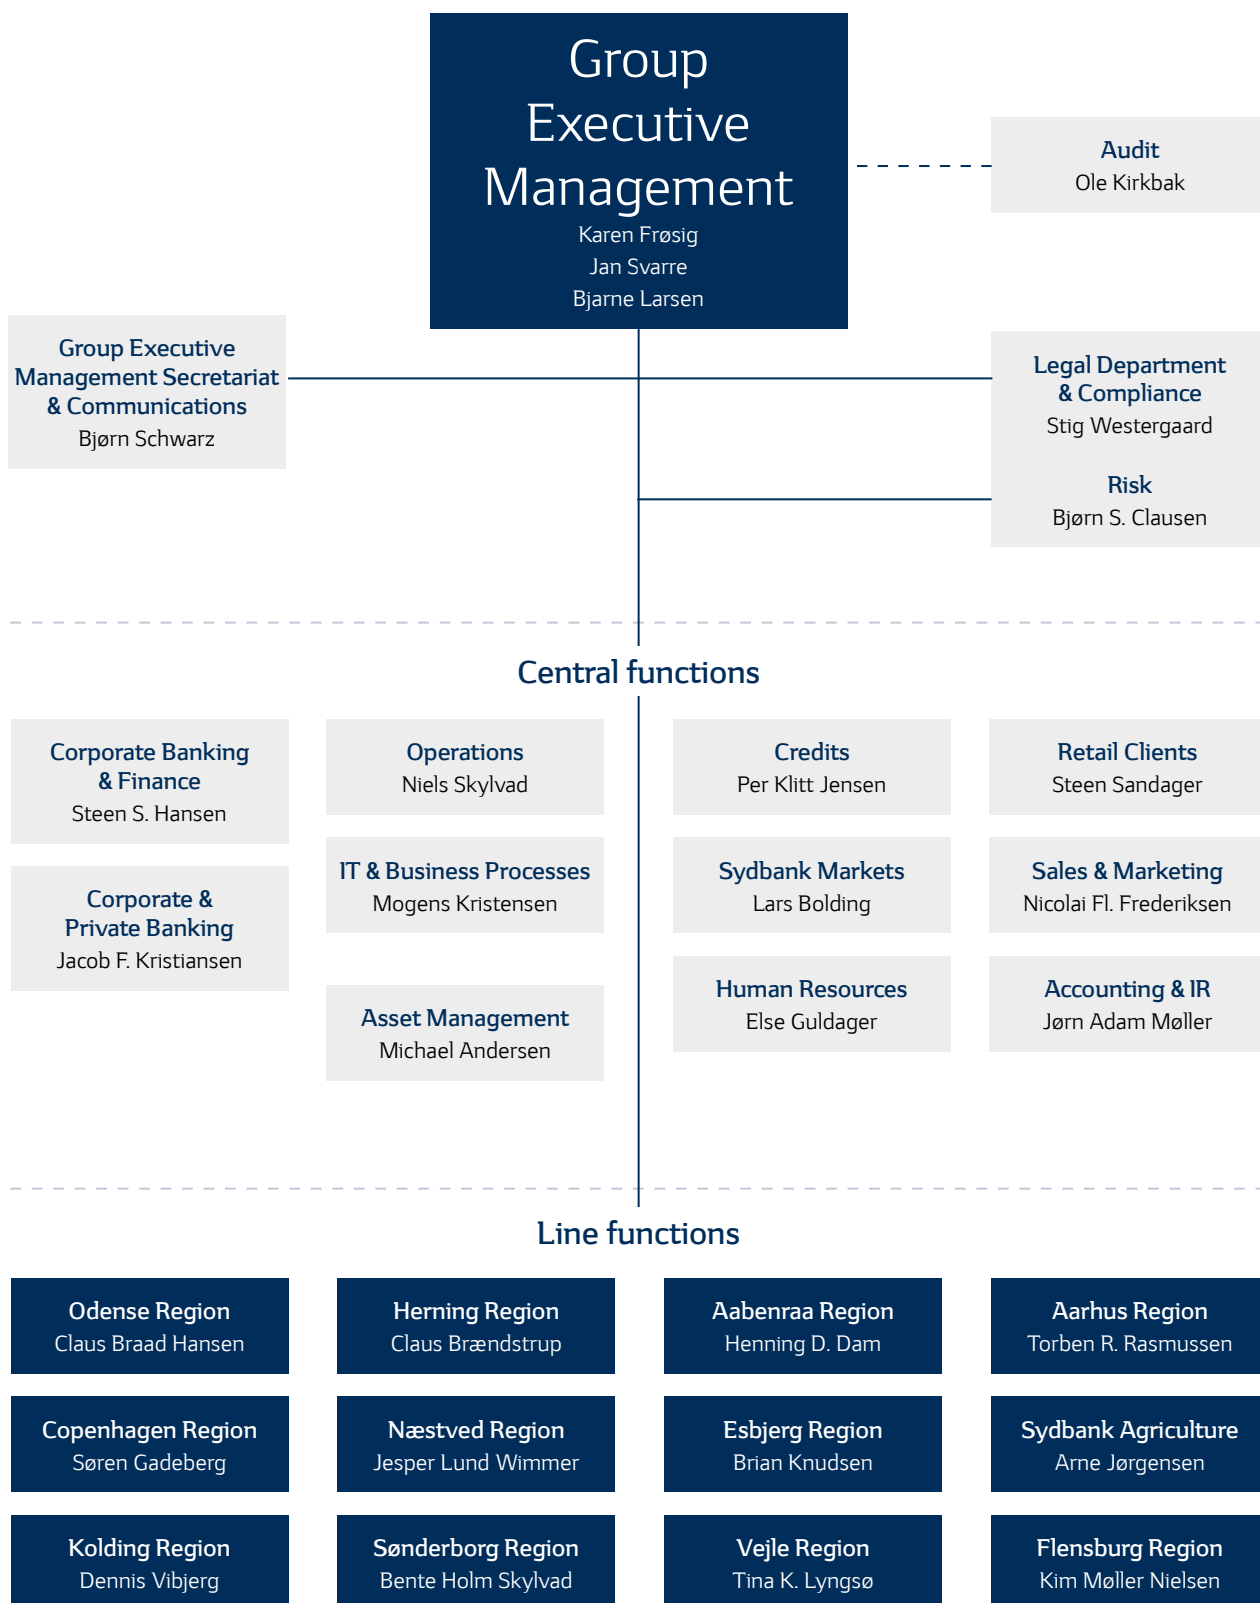 Group
Executive
Management
Karen Frøsig
Jan Svarre
Bjarne Larsen
Audit
Ole Kirkbak
Group Executive
Management Secretariat
& Communications
Bjørn Schwarz
Legal Department
& Compliance
Stig Westergaard
Risk
Bjørn S. Clausen
Central functions
Corporate Banking
& Finance
Steen S. Hansen
Corporate &
Private Banking
Jacob F. Kristiansen
Operations
Niels Skylvad
IT & Business Processes
Mogens Kristensen
Asset Management
Michael Andersen
Credits
Per Klitt Jensen
Sydbank Markets
Lars Bolding
Human Resources
Else Guldager
Retail Clients
Steen Sandager
Sales & Marketing
Nicolai Fl. Frederiksen
Accounting & IR
Jørn Adam Møller
Line functions
Odense Region
Claus Braad Hansen
Herning Region
Claus Brændstrup
Aabenraa Region
Henning D. Dam
Aarhus Region
Torben R. Rasmussen
Copenhagen Region
Søren Gadeberg
Næstved Region
Jesper Lund Wimmer
Esbjerg Region
Brian Knudsen
Sydbank Agriculture
Arne Jørgensen
Kolding Region
Dennis Vibjerg
Sønderborg Region
Bente Holm Skylvad
Vejle Region
Tina K. Lyngsø
Flensburg Region
Kim Møller Nielsen